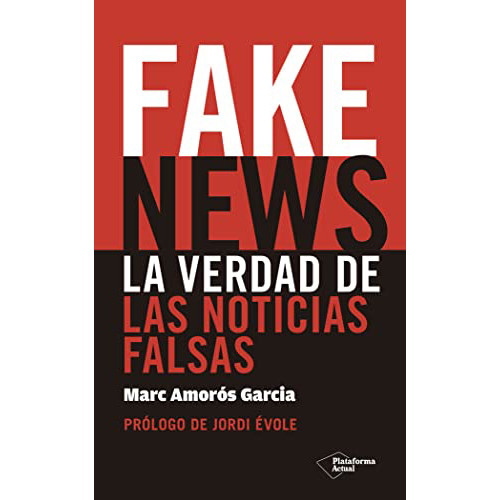 FAKE
NEWS
LA VERDAD DE
LAS NOTICIAS
FALSAS
Marc Amorós Garcia
PRÓLOGO DE JORDI ÉVOLE
Plataforma
Actual